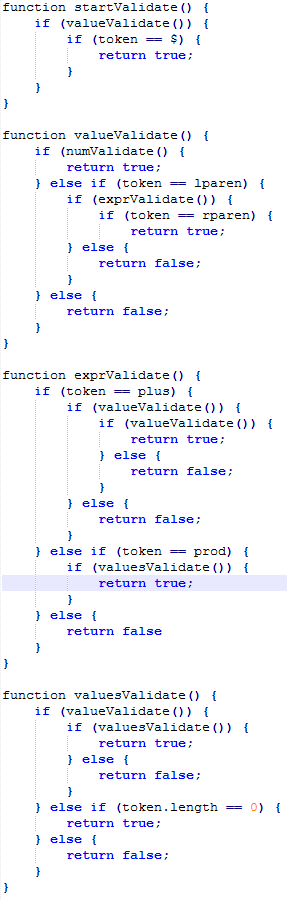 function startValidate() {
    if (valueValidate()) {
        if (token == $) {
            return true;
        }
    }
}

function valueValidate() {
    if (numValidate() {
        return true;
    } else if (token == lparen) {
        if (exprValidate()) {
            if (token == rparen) {
                return true;
        } else {
            return false;
        }
    } else {
        return false;
    }
}

function exprValidate() {
    if (token == plus) {
        if (valueValidate()) {
            if (valueValidate()) {
                return true;
            } else {
                return false;
            }
        } else {
            return false;
        }
    } else if (token == prod) {
        if (valuesValidate()) {
            return true;
        }
    } else {
        return false
    }
}

function valuesValidate() {
    if (valueValidate()) {
        if (valuesValidate()) {
            return true;
        } else {
            return false;
        }
    } else if (token.length == 0) {
        return true;
    } else {
        return false;
    }
}